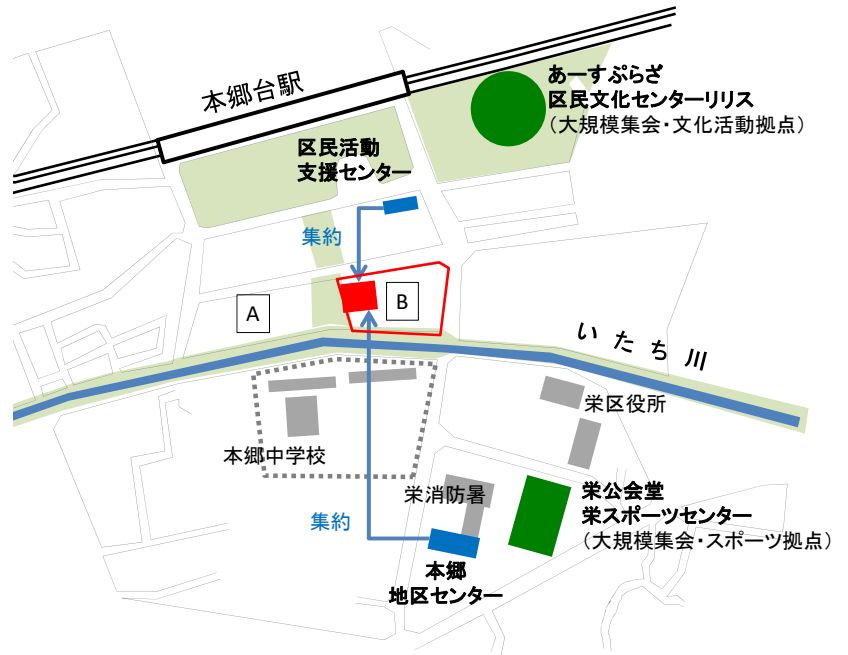 本郷台駅
あーすぷらざ
区民文化センターリリス
（大規模集会・文化活動拠点）
区民活動
支援センター
集約
A
B
いたち川
栄区役所
本郷中学校
栄消防署
栄公会堂
栄スポーツセンター
（大規模集会・スポーツ拠点）
集約
本郷
地区センター